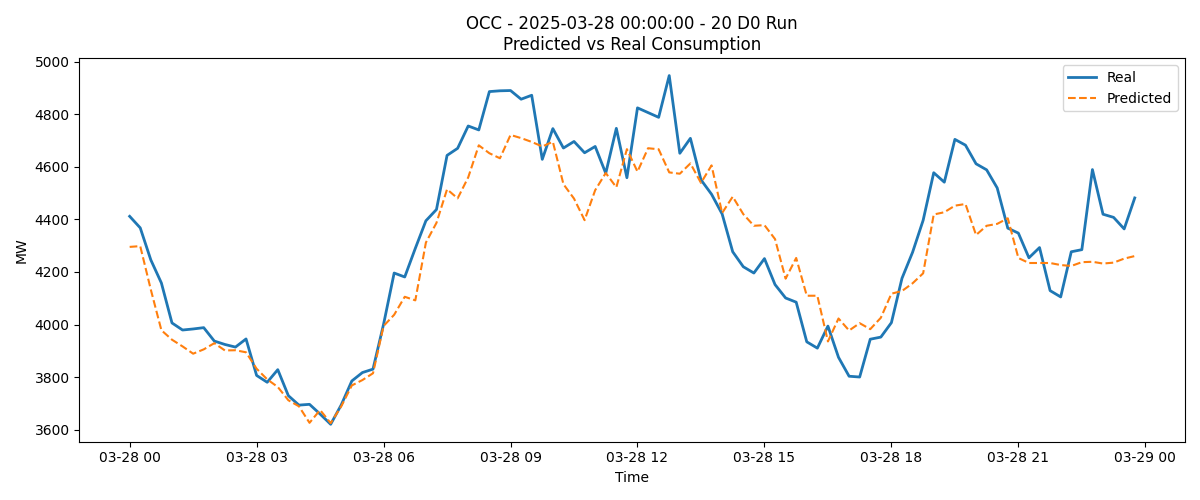 OCC - 2025-03-28 00:00:00 - 20 D0 Run
Predicted vs Real Consumption
Real
Predicted
MW
5000
4800
4600
4400
4200
4000
3800
3600
03-28 00
03-28 03
03-28 06
03-28 09
03-28 12
03-28 15
03-28 18
03-28 21
03-29 00
Time